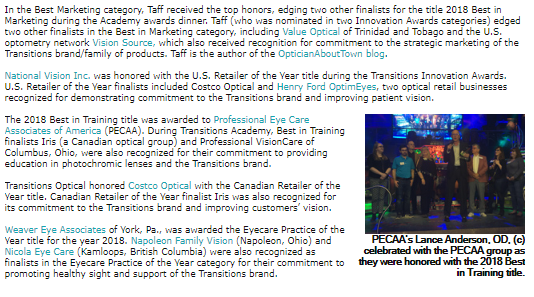 In the Best Marketing category, Taff received the top honors, edging two other finalists for the title 2018 Best in
Marketing during the Academy awards dinner. Taff (who was nominated in two Innovation Awards categories) edged
two other finalists in the Best in Marketing category, including Value Optical of Trinidad and Tobago and the U.S.
optometry network Vision Source, which also received recognition for commitment to the strategic marketing of the
Transitions brand/family of products. Taff is the author of the OpticianAboutTown blog.
National Vision Inc. was honored with the U.S. Retailer of the Year title during the Transitions Innovation Awards.
U.S. Retailer of the Year finalists included Costco Optical and Henry Ford OptimEyes, two optical retail businesses
recognized for demonstrating commitment to the Transitions brand and improving patient vision.
The 2018 Best in Training title was awarded to Professional Eye Care
Associates of America (PECAA). During Transitions Academy, Best in Training
finalists Iris (a Canadian optical group) and Professional VisionCare of
Columbus, Ohio, were also recognized for their commitment to providing
education in photochromic lenses and the Transitions brand.
Transitions Optical honored Costco Optical with the Canadian Retailer of the
Year title. Canadian Retailer of the Year finalist Iris was also recognized for
its commitment to the Transitions brand and improving customers' vision.
Weaver Eye Associates of York, Pa., was awarded the Eyecare Practice of the
Year title for the year 2018. Napoleon Family Vision (Napoleon, Ohio) and
Nicola Eye Care (Kamloops, British Columbia) were also recognized as
finalists in the Eyecare Practice of the Year category for their commitment to
promoting healthy sight and support of the Transitions brand.
PECAA's Lance Anderson, OD, (c)
celebrated with the PECAA group as
they were honored with the 2018 Best
in Training title.